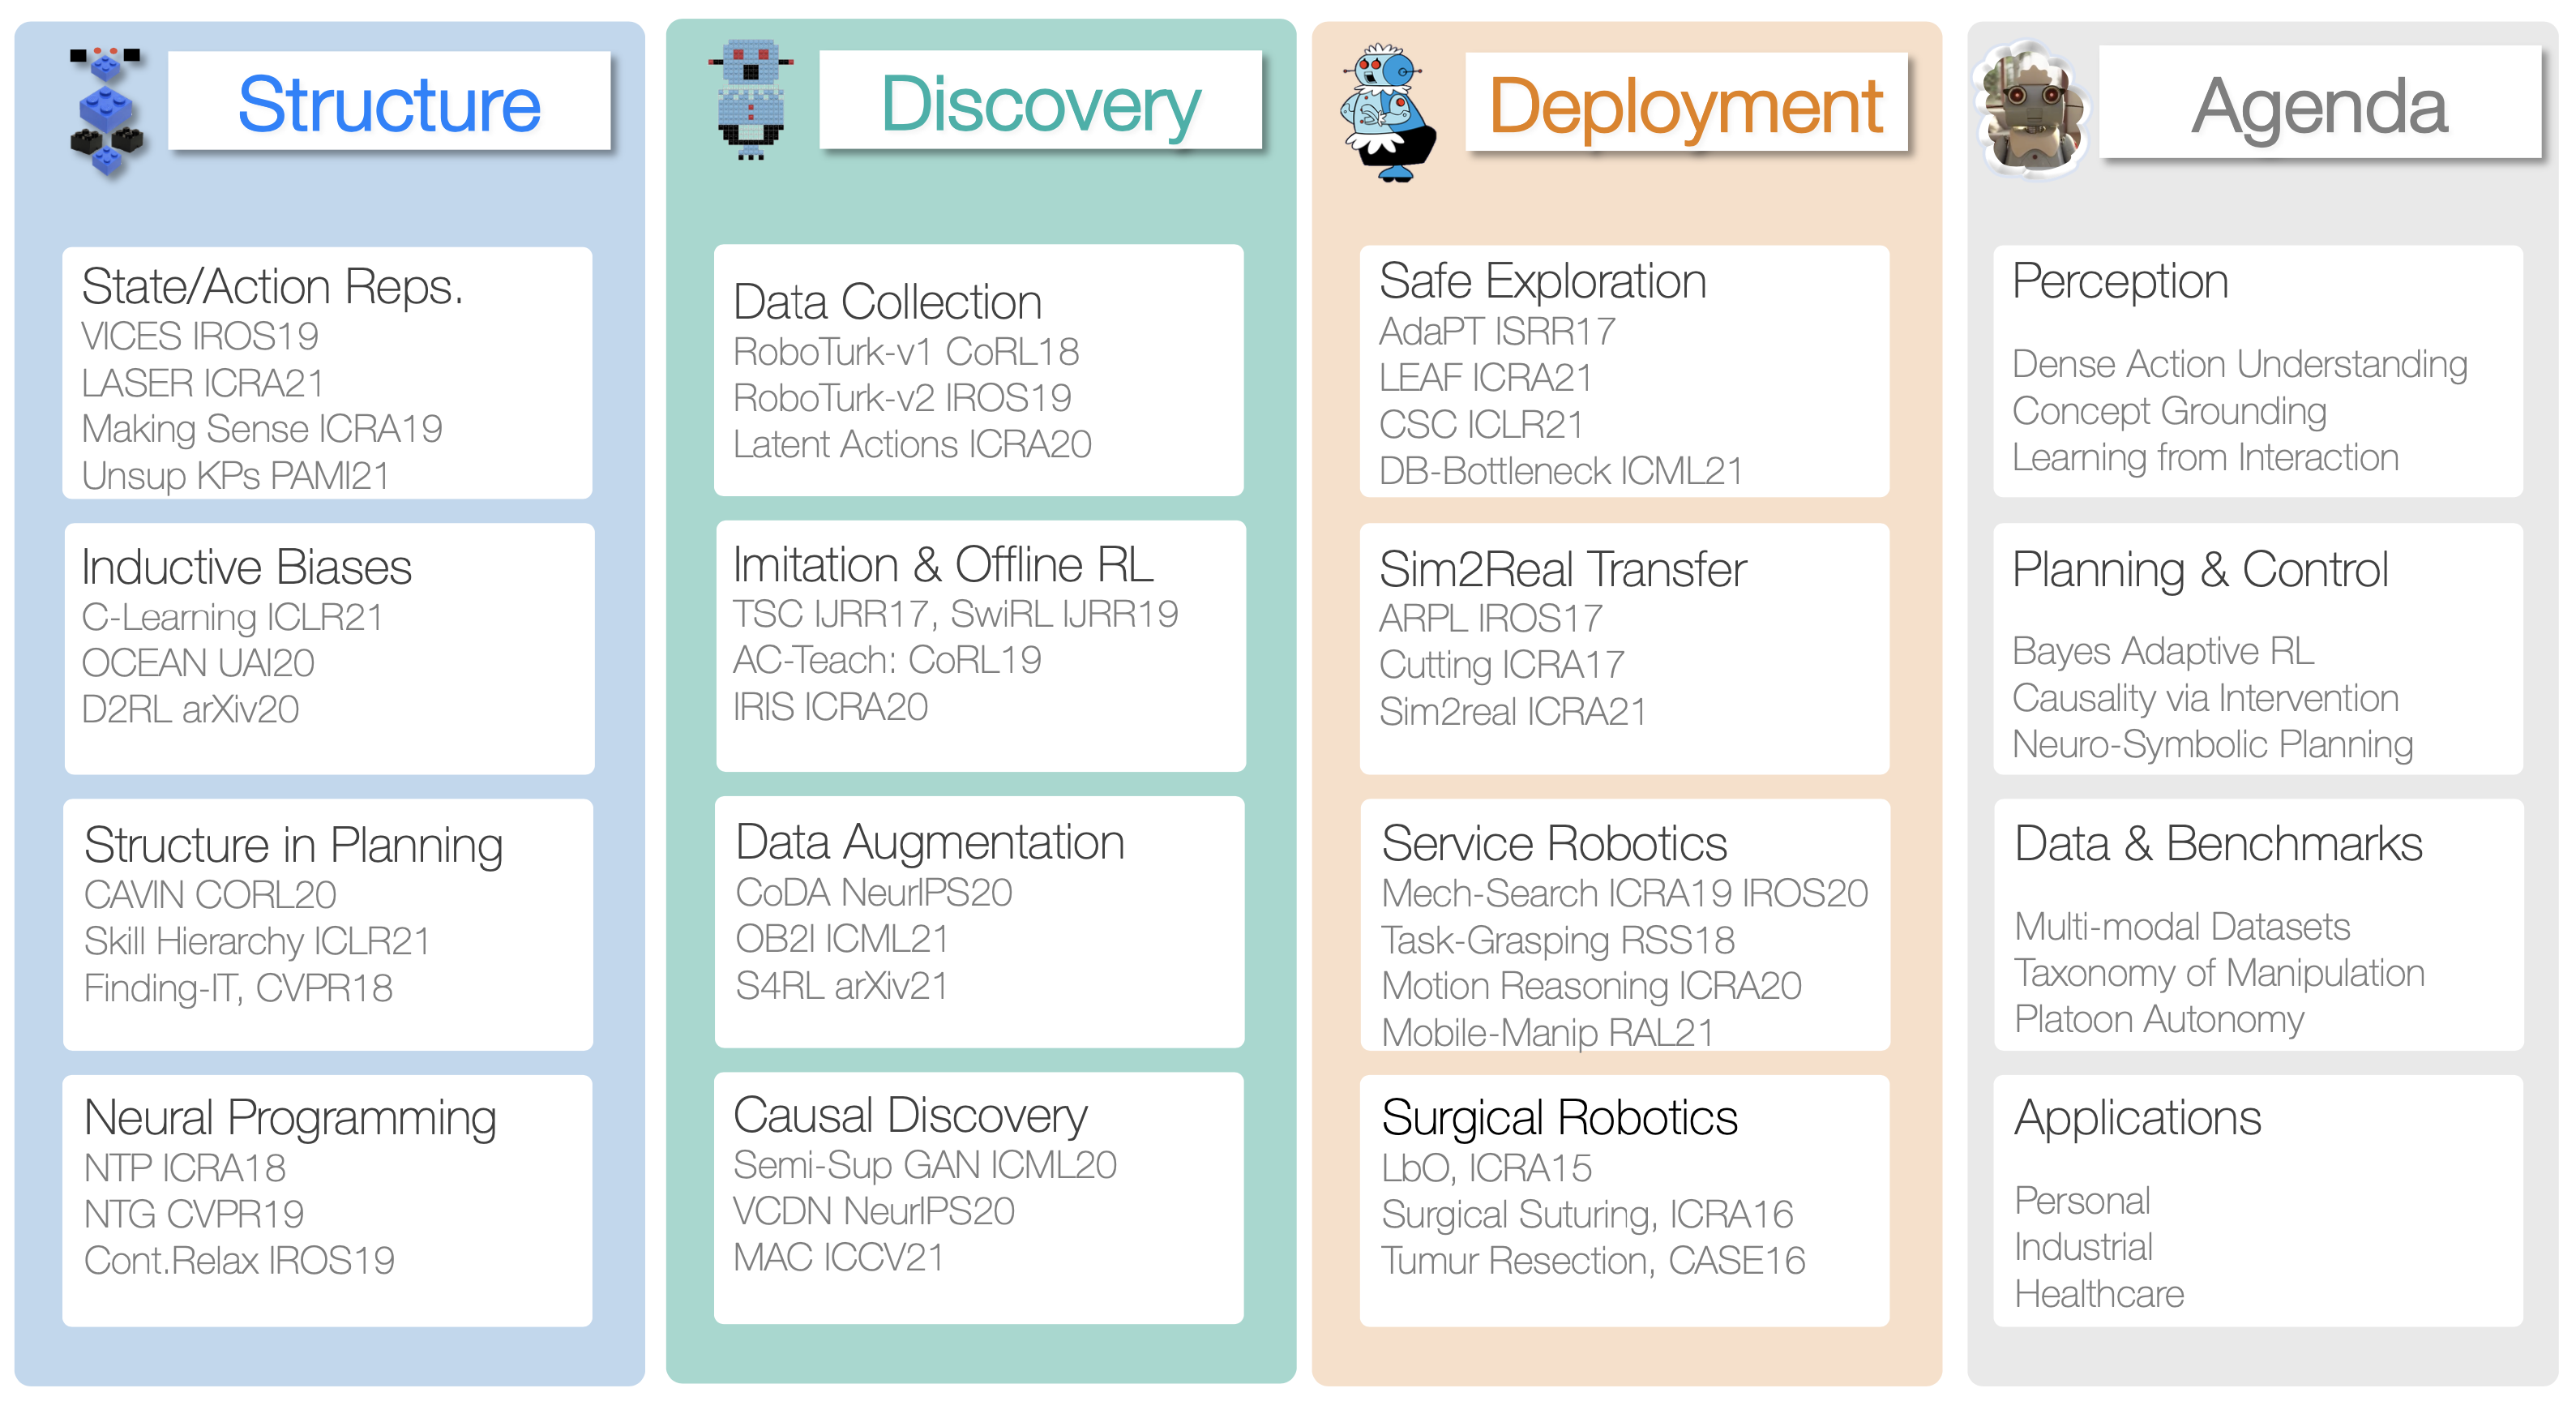 Structure
State/Action Reps.
VICES IROS19
LASER ICRA21
Making Sense ICRA19
Unsup KPs PAMI21
Inductive Biases
C-Learning ICLR21
OCEAN UAI20
D2RL arXiv20
Structure in Planning
CAVIN CORL20
Skill Hierarchy ICLR21
Finding-IT, CVPR18
Neural Programming
NTP ICRA18
NTG CVPR19
Cont.Relax IROS19
Discovery
Data Collection
RoboTurk-v1 CoRL18
RoboTurk-v2 IROS19
Latent Actions ICRA20
Imitation & Offline RL
TSC IJRR17, SwiRL IJRR19
AC-Teach: CoRL19
IRIS ICRA20
Data Augmentation
CoDA NeurIPS20
OB2I ICML21
S4RL arXiv21
Causal Discovery
Semi-Sup GAN ICML20
VCDN NeurIPS20
MAC ICCV21
Deployment
Safe Exploration
AdaPT ISRR17
LEAF ICRA21
CSC ICLR21
DB-Bottleneck ICML21
Sim2Real Transfer
ARPL IROS17
Cutting ICRA17
Sim2real ICRA21
Service Robotics
Mech-Search ICRA19 IROS20
Task-Grasping RSS18
Motion Reasoning ICRA20
Mobile-Manip RAL21
Surgical Robotics
LbO, ICRA15
Surgical Suturing, ICRA16
Tumur Resection, CASE16
Agenda
Perception
Dense Action Understanding
Concept Grounding
Learning from Interaction
Planning & Control
Bayes Adaptive RL
Causality via Intervention
Neuro-Symbolic Planning
Data & Benchmarks
Multi-modal Datasets
Taxonomy of Manipulation
Platoon Autonomy
Applications
Personal
Industrial
Healthcare